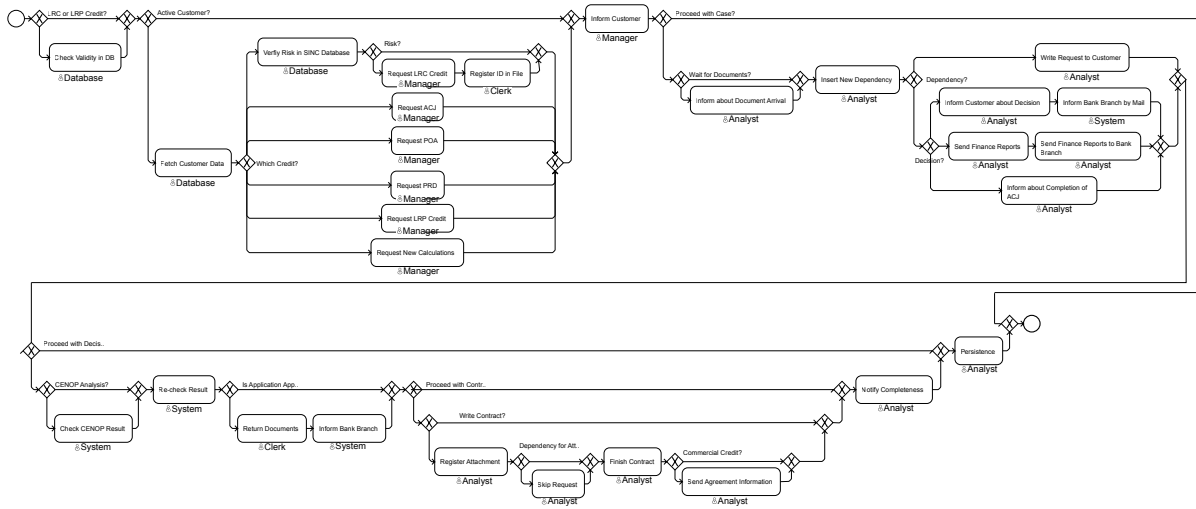 LRC or LRP Credit?
Check Validity in DB
Database
Active Customer?
Fetch Customer Data
Database
Which Credit?
Verfiy Risk in SINC Database
Database
Risk?
Request LRC Credit
Manager
Register ID in File
Clerk
Request ACJ
Manager
Request POA
Manager
Request PRD
Manager
Request LRP Credit
Manager
Request New Calculations
Manager
Inform Customer
Manager
Proceed with Case?
Wait for Documents?
Inform about Document Arrival
Analyst
Insert New Dependency
Analyst
Dependency?
Write Request to Customer
Analyst
Decision?
Inform Customer about Decision
Analyst
Inform Bank Branch by Mail
System
Send Finance Reports
Analyst
Send Finance Reports to Bank
Branch
Analyst
Inform about Completion of
ACJ
Analyst
Proceed with Decis..
CENOP Analysis?
Check CENOP Result
System
Re-check Result
System
Is Application App..
Return Documents
Clerk
Inform Bank Branch
System
Proceed with Contr..
Write Contract?
Register Attachment
Analyst
Dependency for Att..
Skip Request
Analyst
Finish Contract
Analyst
Commercial Credit?
Send Agreement Information
Analyst
Notify Completeness
Analyst
Persistence
Analyst